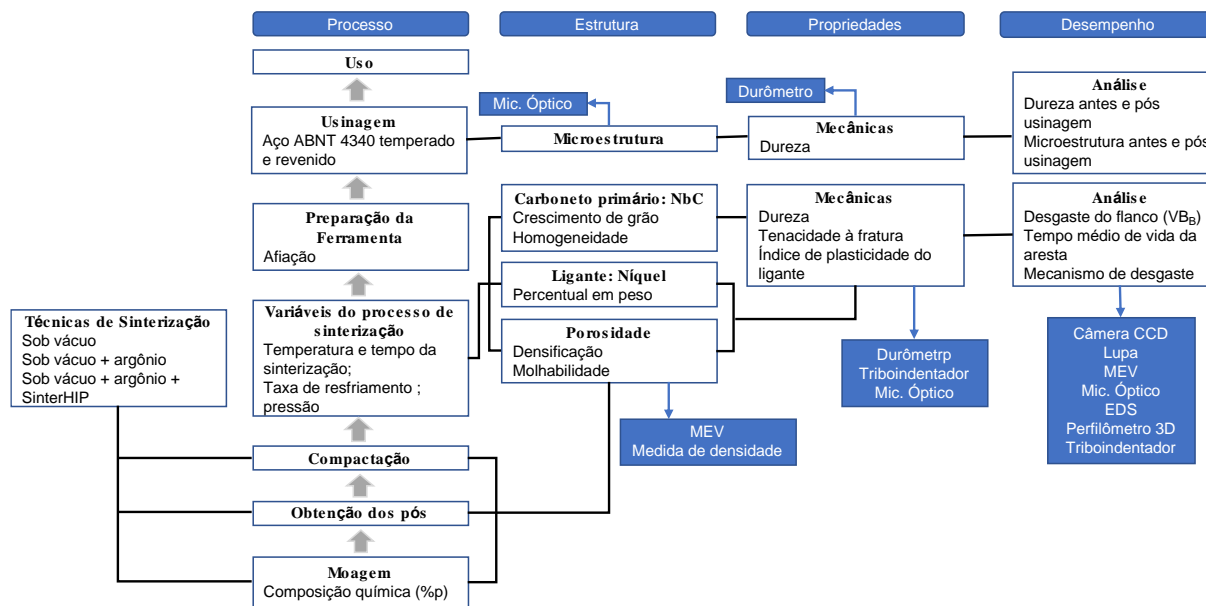 Processo
Estrutura
Propriedades
Desempenho
Uso
Usinagem
Aço ABNT 4340 temperado
e revenido
Mic. Óptico
Microestrutura
Durômetro
Mecânicas
Dureza
Análise
Dureza antes e pós
usinagem
Microestrutura antes e pós
usinagem
Preparação da
Ferramenta
Afiação
Carboneto primário: NbC
Crescimento de grão
Homogeneidade
Mecânicas
Dureza
Tenacidade à fratura
Índice de plasticidade do
ligante
Análise
Desgaste do flanco (VBB)
Tempo médio de vida da
aresta
Mecanismo de desgaste
Ligante: Níquel
Percentual em peso
Técnicas de Sinterização
Sob vácuo
Sob vácuo + argônio
Sob vácuo + argônio +
SinterHIP
Variáveis do processo de
sinterização
Temperatura e tempo da
sinterização;
Taxa de resfriamento ;
pressão
Porosidade
Densificação
Molhabilidade
Durômetrp
Triboindentador
Mic. Óptico
Câmera CCD
Lupa
MEV
Mic. Óptico
EDS
Perfilômetro 3D
Triboindentador
MEV
Medida de densidade
Compactação
Obtenção dos pós
Moagem
Composição química (%p)